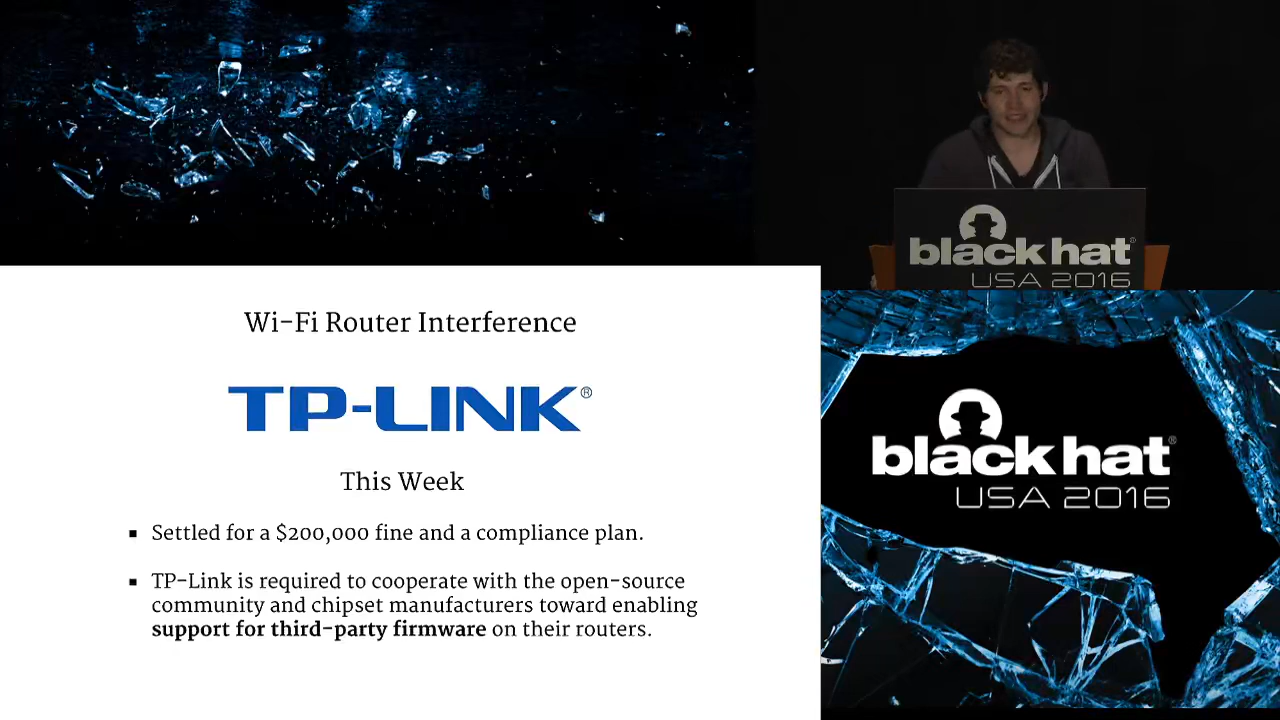 black hat®
USA 2016
Wi-Fi Router Interference
TP-LINK®
This Week
▪ Settled for a $200,000 fine and a compliance plan.
▪ TP-Link is required to cooperate with the open-source
community and chipset manufacturers toward enabling
support for third-party firmware on their routers.
black hat®
USA 2016